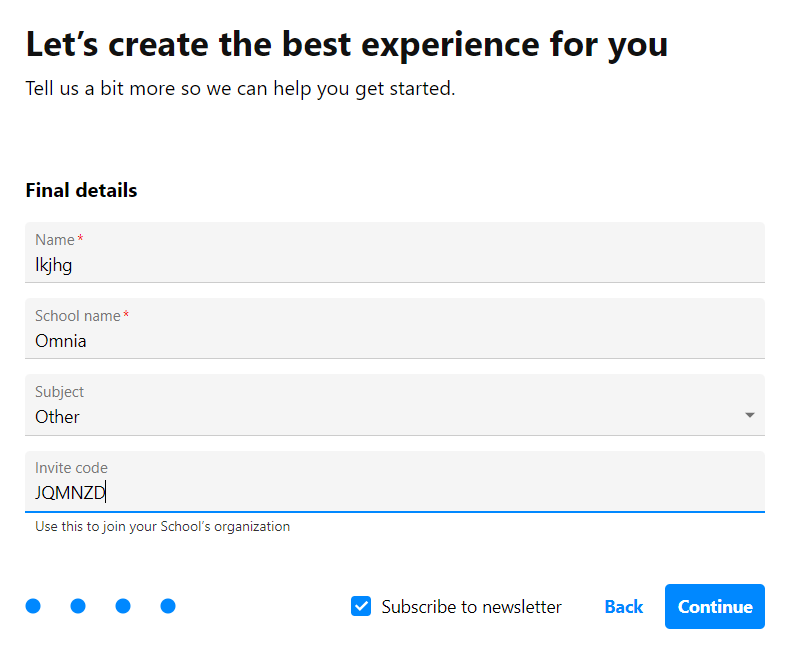 Let’s create the best experience for you
Tell us a bit more so we can help you get started.
Final details
Name*
lkjhg
School name*
Omnia
Subject
Other
Invite code
JQMNZD
Use this to join your School’s organization
Subscribe to newsletter
Back
Continue